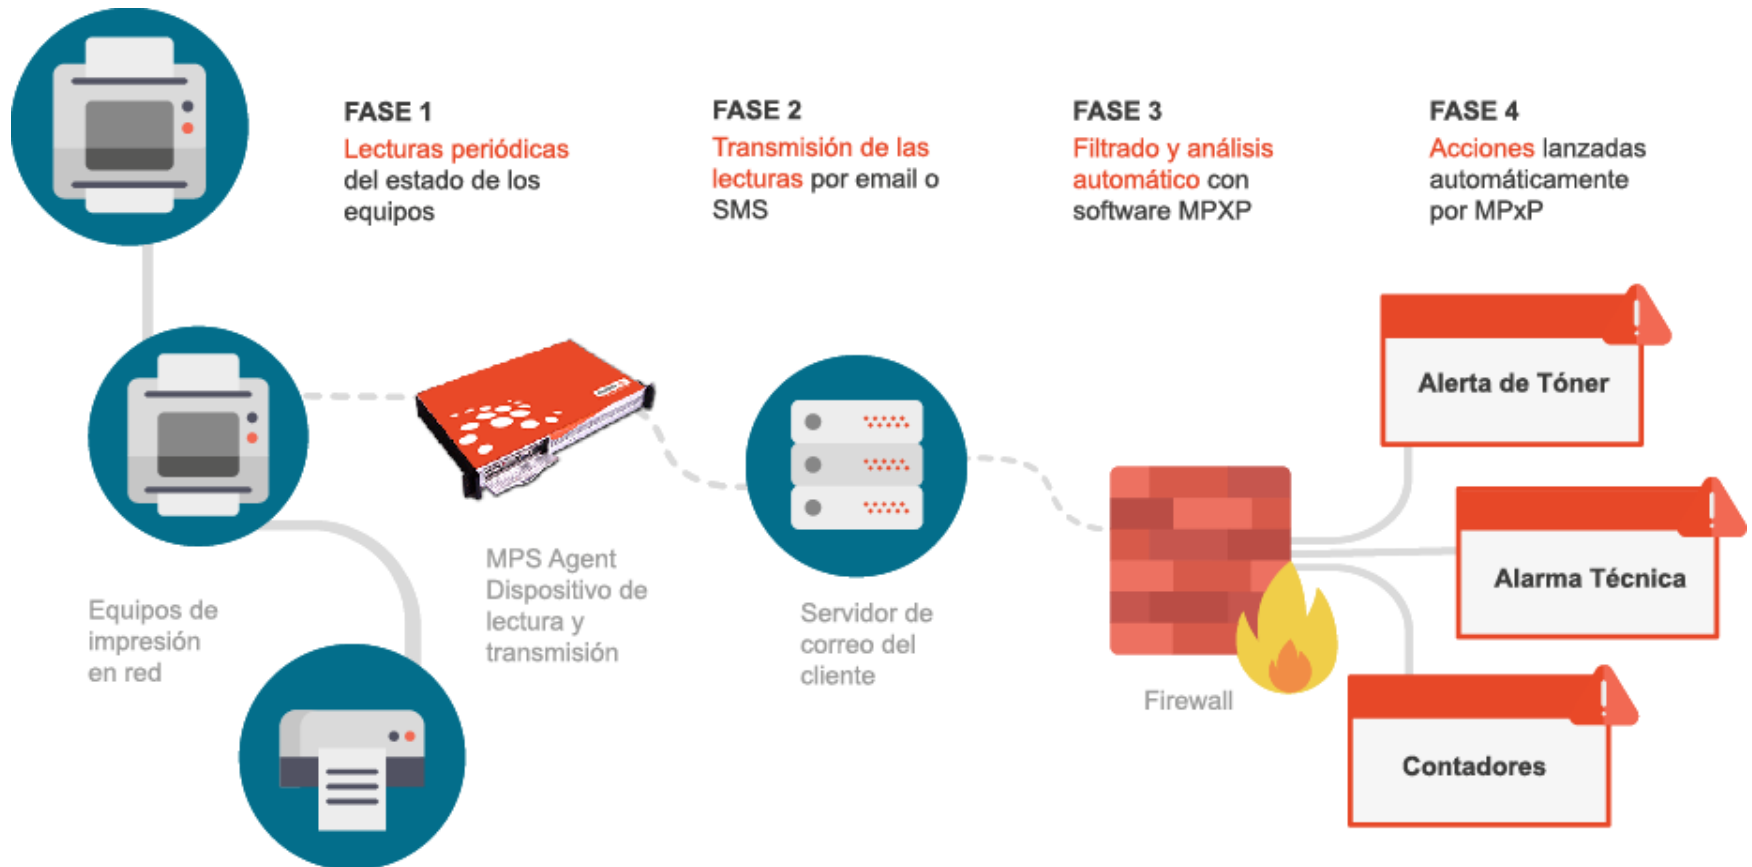 FASE 1
Lecturas periódicas
del estado de los
equipos
FASE 2
Transmisión de las
lecturas por email o
SMS
FASE 3
Filtrado y análisis
automático con
software MPXP
FASE 4
Acciones lanzadas
automáticamente
por MPxP
Equipos de
impresión
en red
MPS Agent
Dispositivo de
lectura y
transmisión
Servidor de
correo del
cliente
Firewall
Alerta de Tóner
Alarma Técnica
Contadores